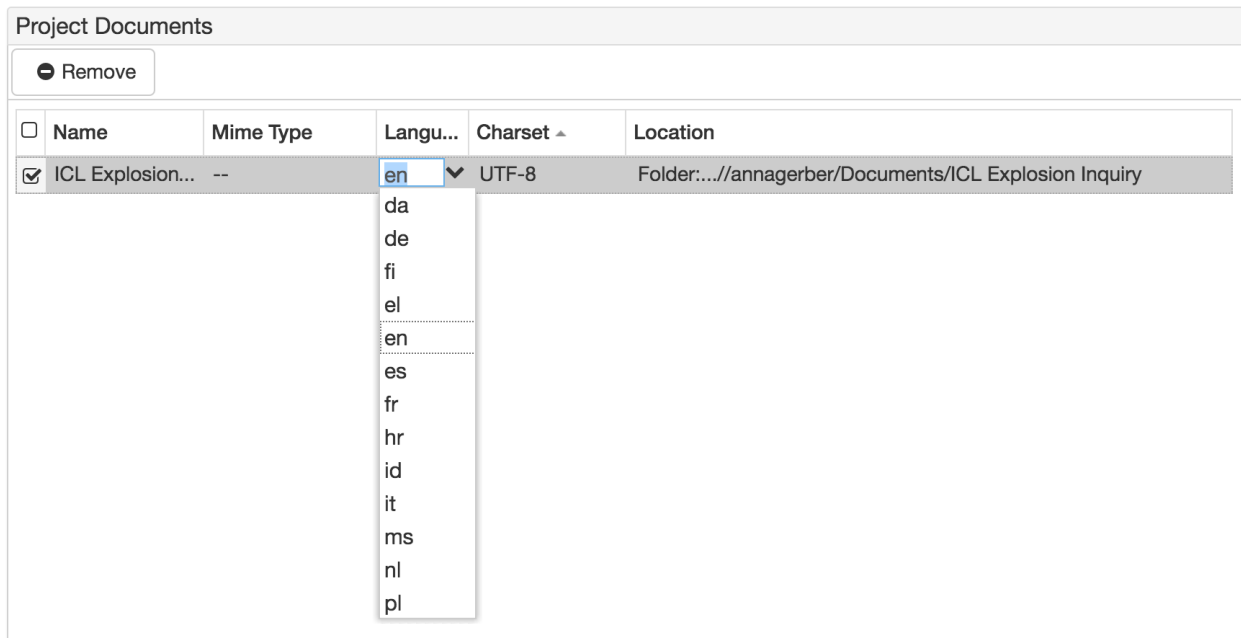 Project Documents
Remove
Name Mime Type Langu... Charset Location
ICL Explosion... -- en UTF-8 Folder:...//annagerber/Documents/ICL Explosion Inquiry
da
de
fi
el
en
es
fr
hr
id
it
ms
nl
pl